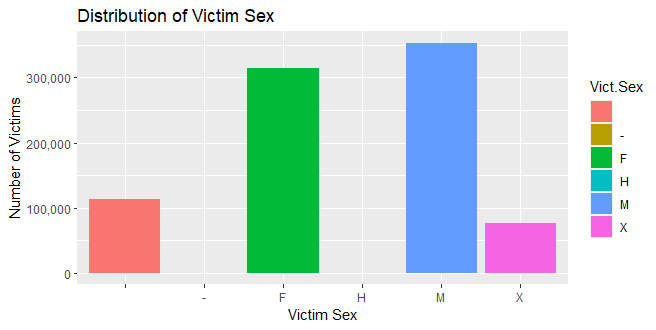 Distribution of Victim Sex
Number of Victims
300,000
200,000
100,000
0
- F H M X
Victim Sex
Vict.Sex
-
F
H
M
X